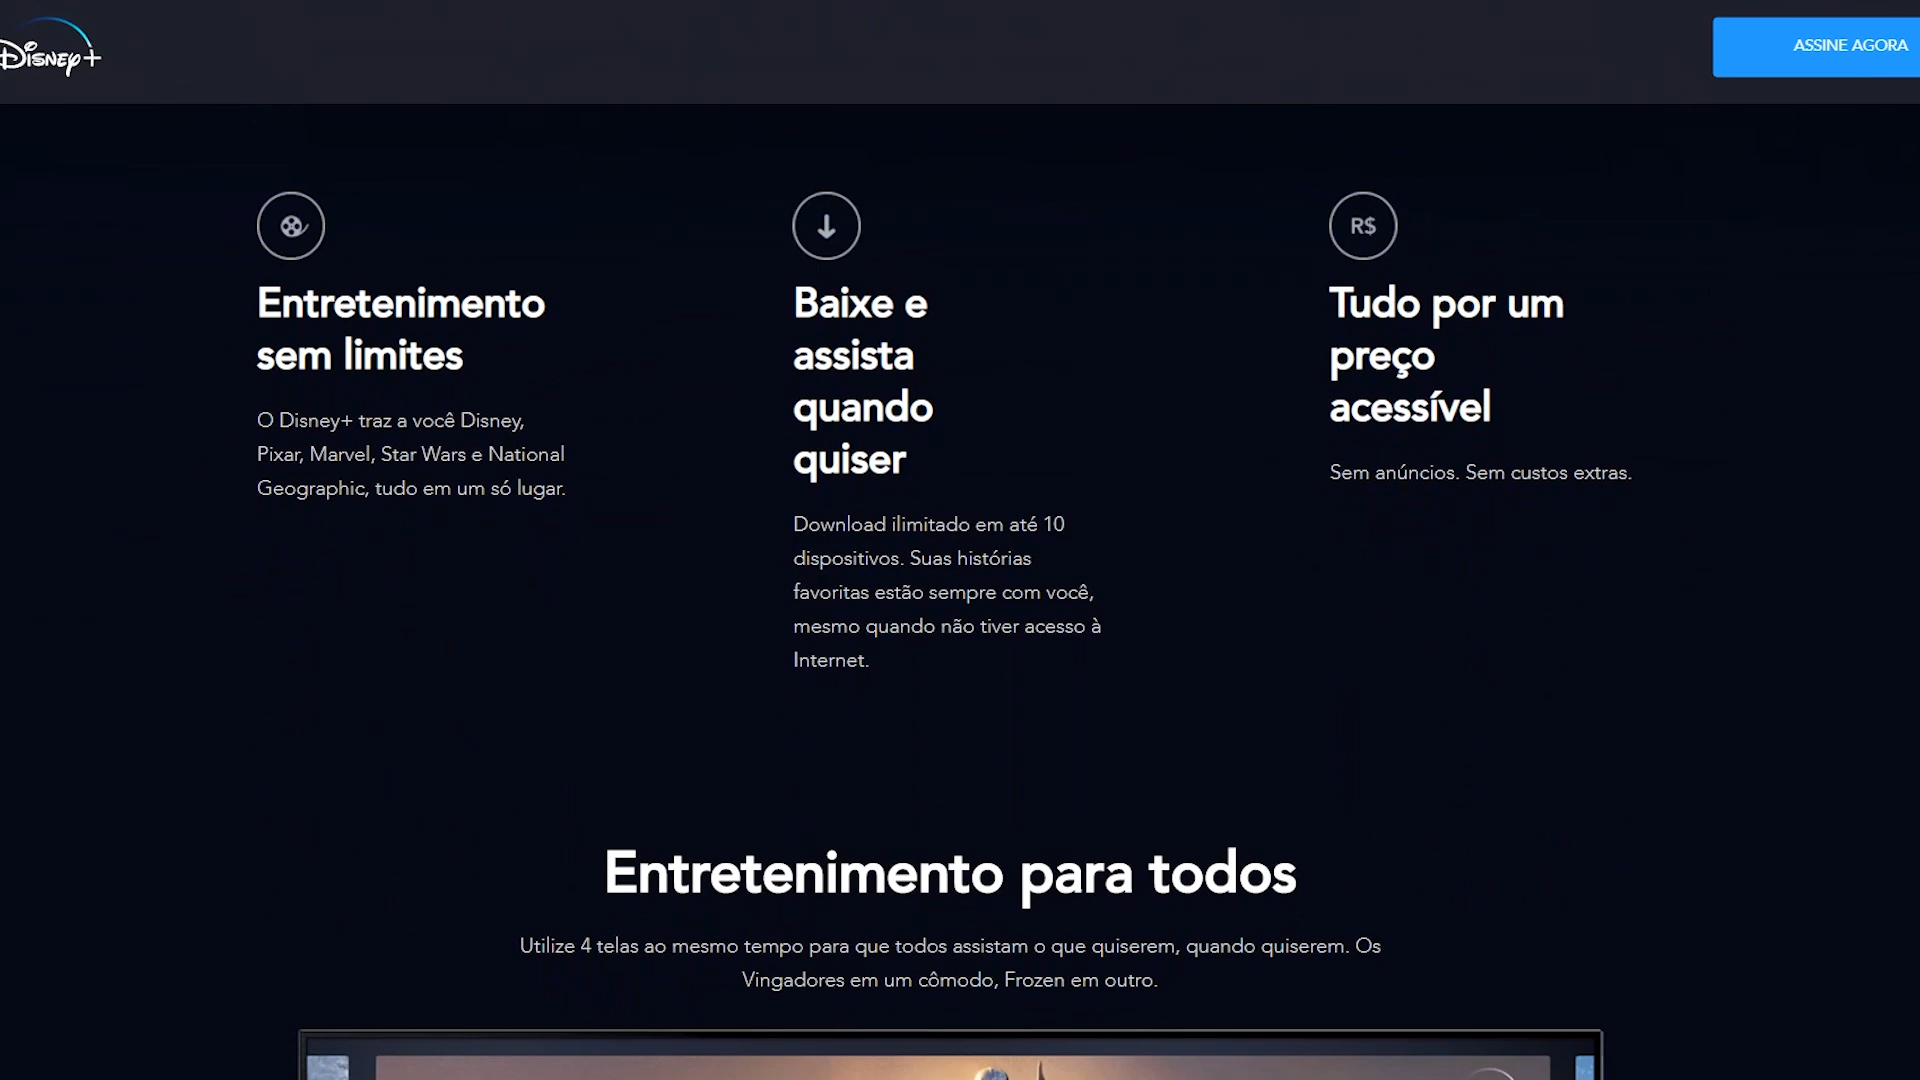 Disney+
ASSINE AGORA
R$
Entretenimento
sem limites
O Disney+ traz a você Disney,
Pixar, Marvel, Star Wars e National
Geographic, tudo em um só lugar.
Baixe e
assista
quando
quiser
Download ilimitado em até 10
dispositivos. Suas histórias
favoritas estão sempre com você,
mesmo quando não tiver acesso à
Internet.
Tudo por um
preço
acessível
Sem anúncios. Sem custos extras.
Entretenimento para todos
Utilize 4 telas ao mesmo tempo para que todos assistam o que quiserem, quando quiserem. Os
Vingadores em um cômodo, Frozen em outro.